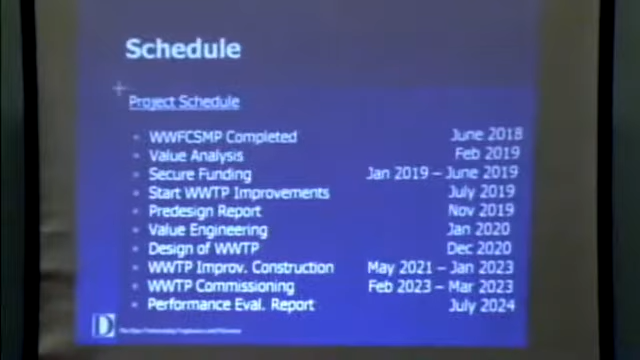 Schedule
Project Schedule
- WWFCSMP Completed June 2018
- Value Analysis Feb 2019
- Secure Funding Jan 2019 – June 2019
- Start WWTP Improvements July 2019
- Predesign Report Nov 2019
- Value Engineering Jan 2020
- Design of WWTP Dec 2020
- WWTP Improv. Construction May 2021 – Jan 2023
- WWTP Commissioning Feb 2023 – Mar 2023
- Performance Eval. Report July 2024
D